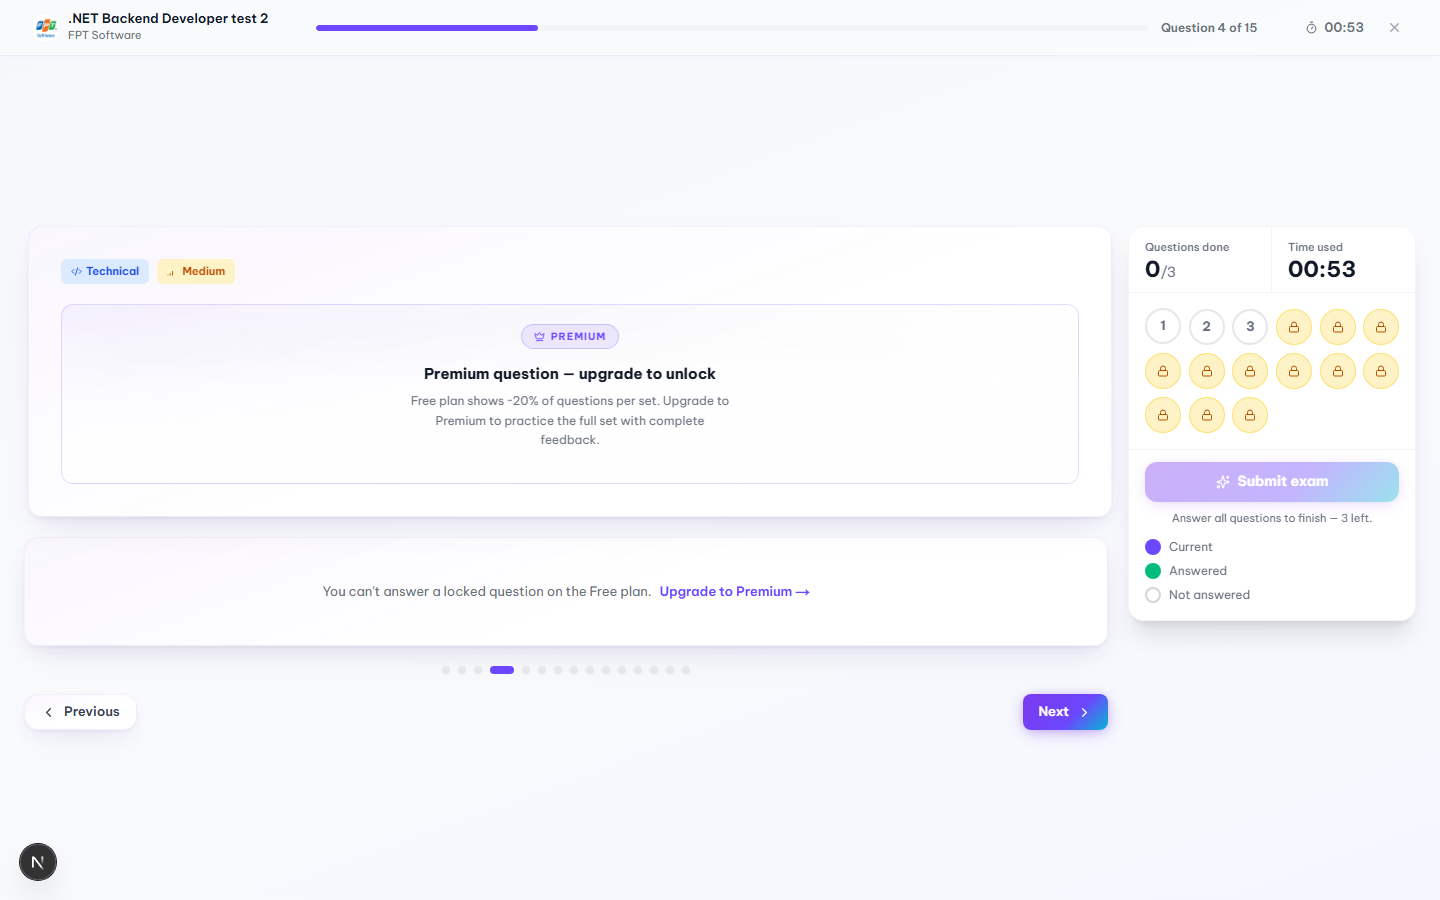 .NET Backend Developer test 2
FPT Software
Question 4 of 15
00:53
Technical
Medium
PREMIUM
Premium question — upgrade to unlock
Free plan shows ~20% of questions per set. Upgrade to
Premium to practice the full set with complete
feedback.
You can't answer a locked question on the Free plan. Upgrade to Premium →
Previous
Next
Questions done
0/3
Time used
00:53
1 2 3
Submit exam
Answer all questions to finish — 3 left.
Current
Answered
Not answered
N